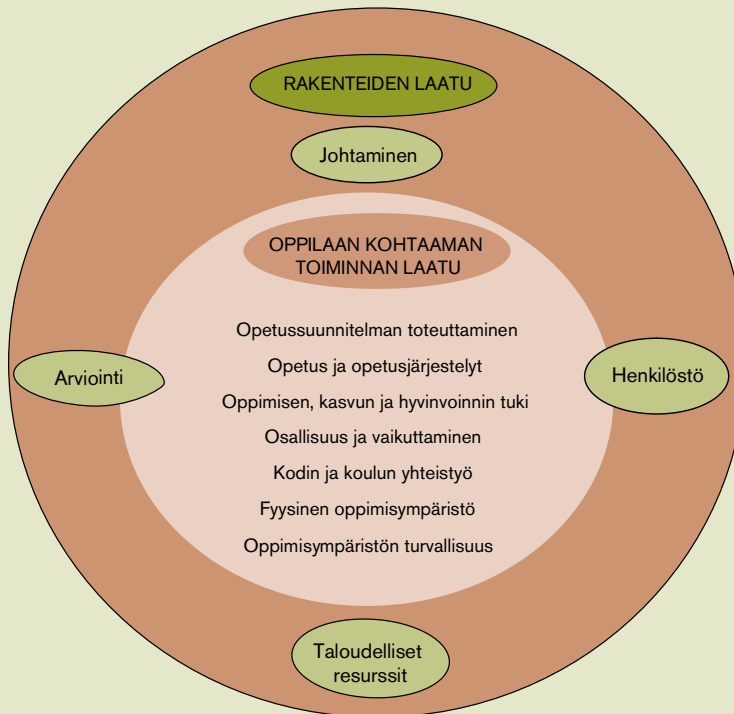 RAKENTEIDEN LAATU
Johtaminen
OPPILAAN KOHTAAMAN
TOIMINNAN LAATU
Opetussuunnitelman toteuttaminen
Opetus ja opetusjärjestelyt
Arviointi
Henkilöstö
Oppimisen, kasvun ja hyvinvoinnin tuki
Osallisuus ja vaikuttaminen
Kodin ja koulun yhteistyö
Fyysinen oppimisympäristö
Oppimisympäristön turvallisuus
Taloudelliset
resurssit